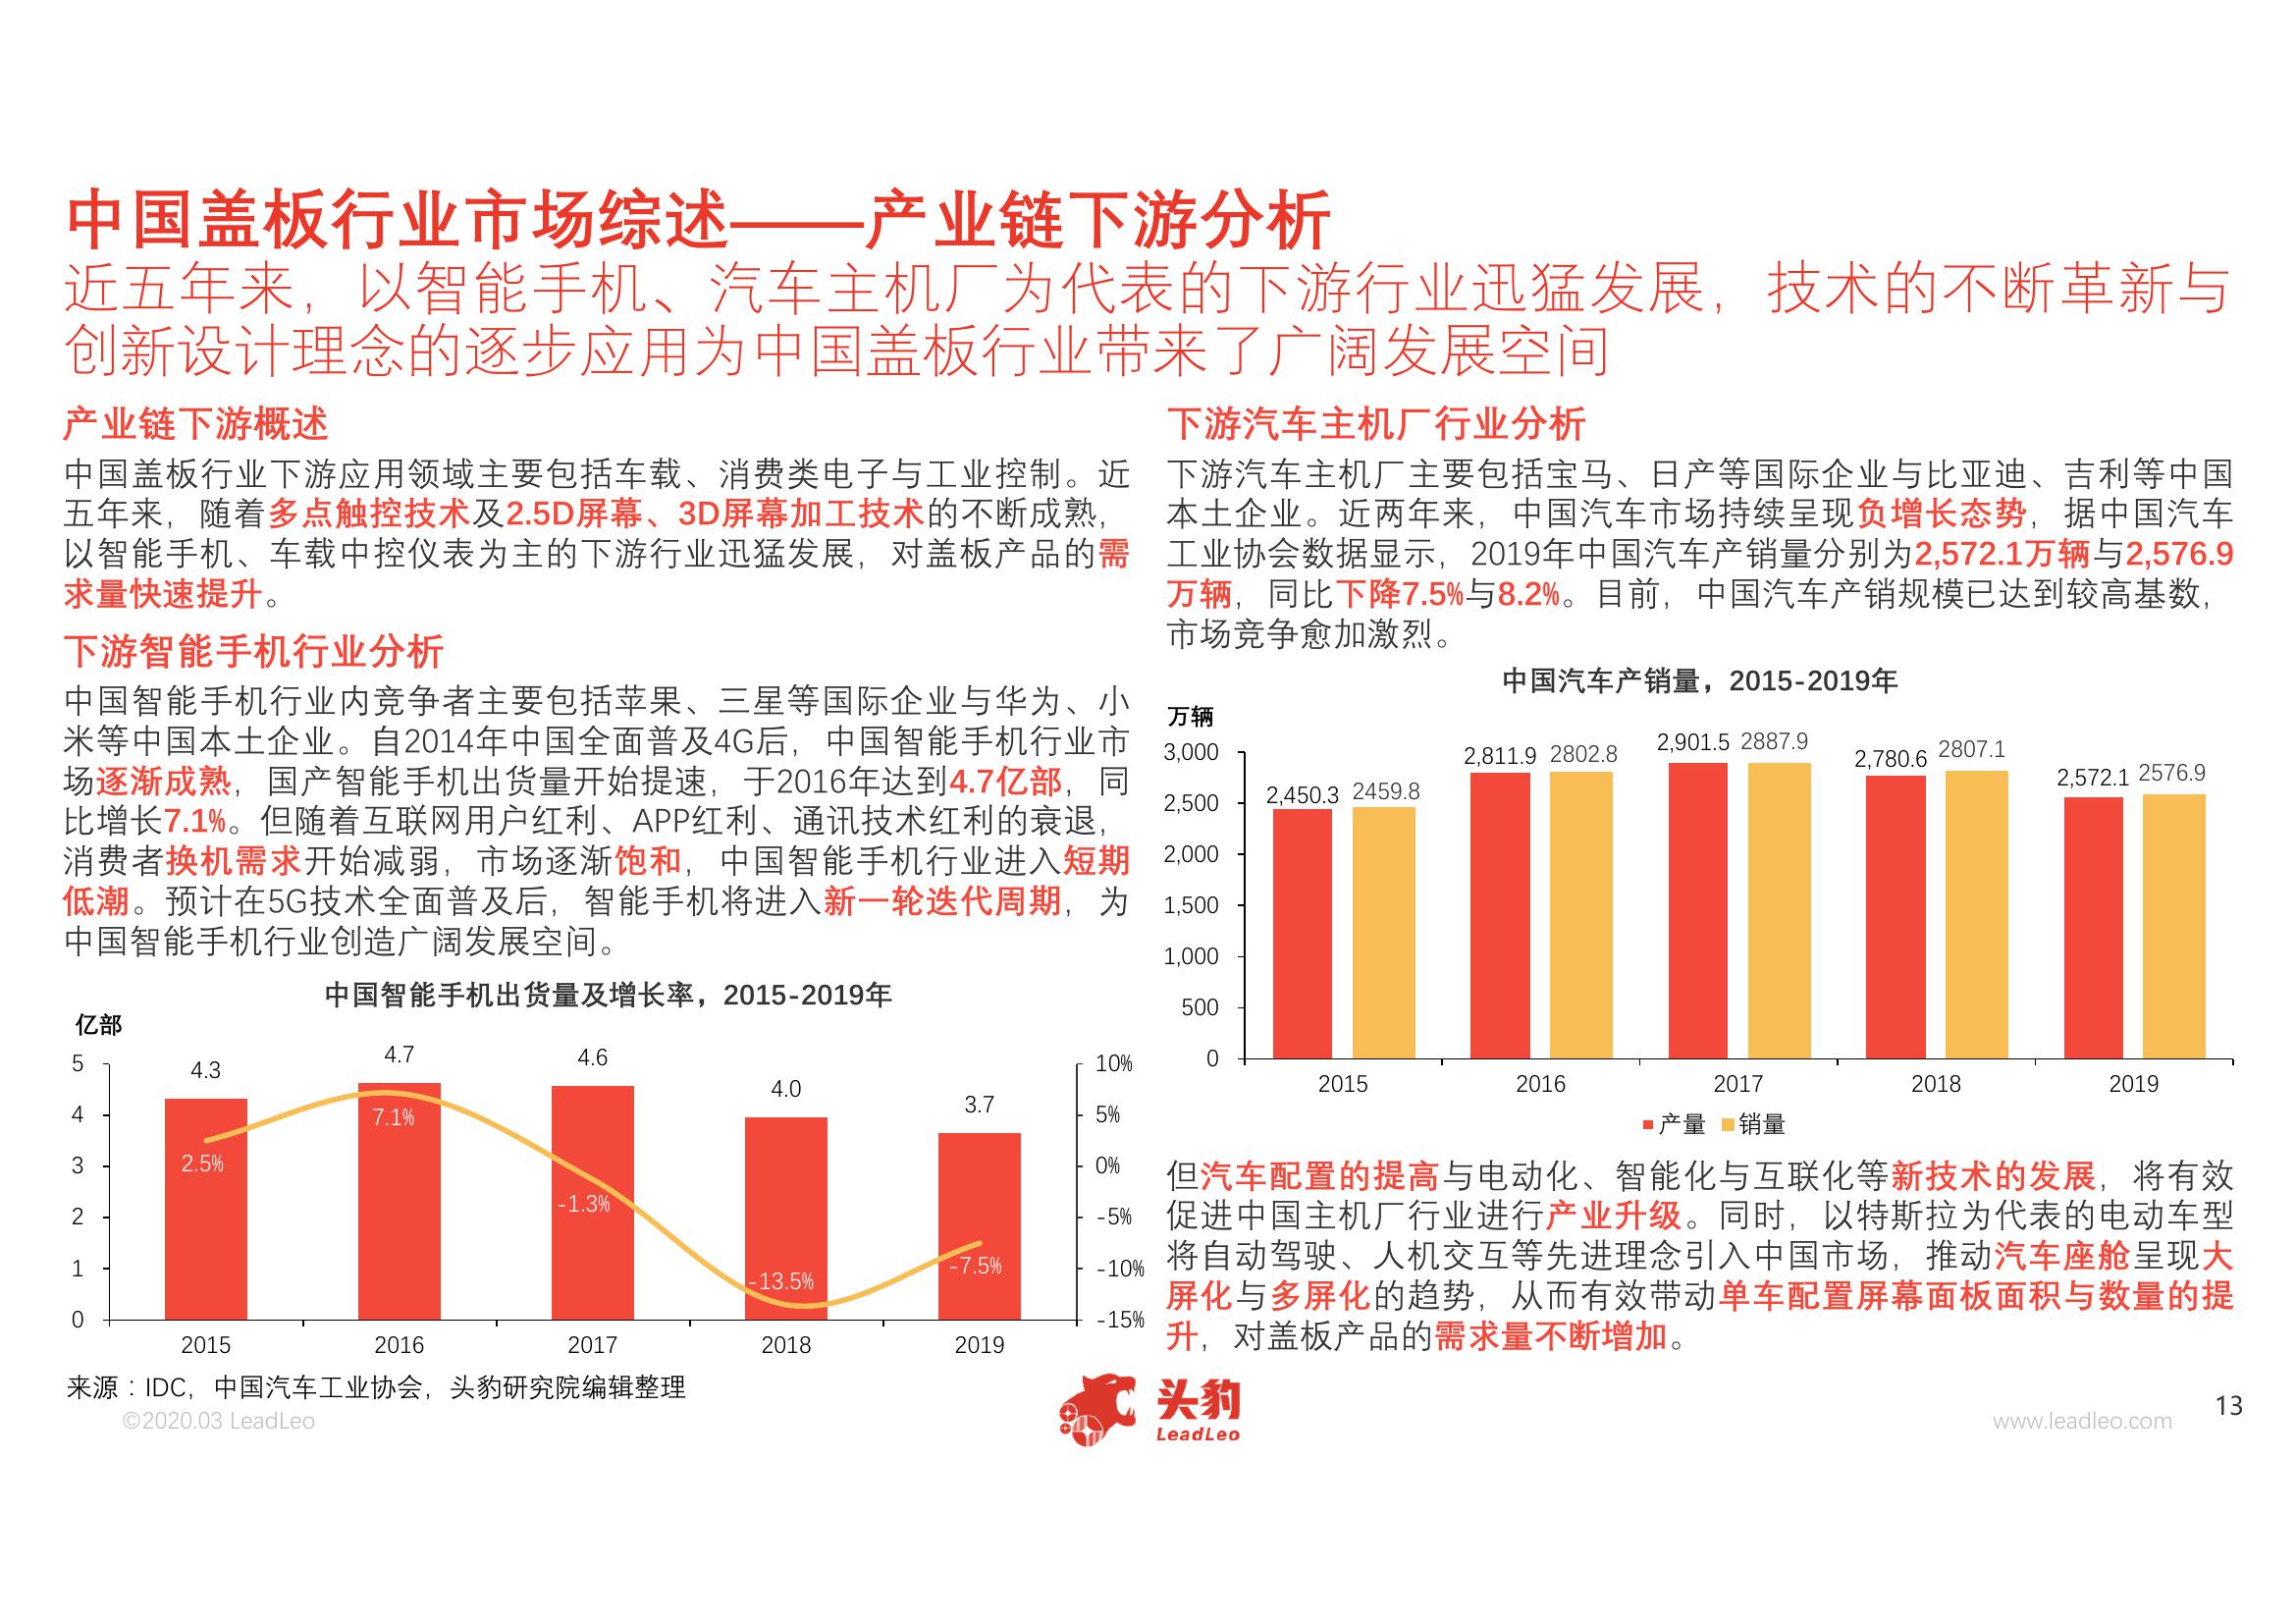 中国盖板行业市场综述——产业链下游分析
近五年来，以智能手机、汽车主机厂为代表的下游行业迅猛发展，技术的不断革新与
创新设计理念的逐步应用为中国盖板行业带来了广阔发展空间
产业链下游概述
中国盖板行业下游应用领域主要包括车载、消费类电子与工业控制。近
五年来，随着多点触控技术及2.5D屏幕、3D屏幕加工技术的不断成熟，
以智能手机、车载中控仪表为主的下游行业迅猛发展，对盖板产品的需
求量快速提升。
下游智能手机行业分析
中国智能手机行业内竞争者主要包括苹果、三星等国际企业与华为、小
米等中国本土企业。自2014年中国全面普及4G后，中国智能手机行业市
场逐渐成熟，国产智能手机出货量开始提速，于2016年达到4.7亿部，同
比增长7.1%。但随着互联网用户红利、APP红利、通讯技术红利的衰退，
消费者换机需求开始减弱，市场逐渐饱和，中国智能手机行业进入短期
低潮。预计在5G技术全面普及后，智能手机将进入新一轮迭代周期，为
中国智能手机行业创造广阔发展空间。
中国智能手机出货量及增长率，2015-2019年
亿部
5
4
3
2
1
0
4.3
4.7
4.6
4.0
3.7
2.5%
7.1%
-1.3%
-13.5%
-7.5%
10%
5%
0%
-5%
-10%
-15%
2015
2016
2017
2018
2019
来源：IDC，中国汽车工业协会，头豹研究院编辑整理
下游汽车主机厂行业分析
下游汽车主机厂主要包括宝马、日产等国际企业与比亚迪、吉利等中国
本土企业。近两年来，中国汽车市场持续呈现负增长态势，据中国汽车
工业协会数据显示，2019年中国汽车产销量分别为2,572.1万辆与2,576.9
万辆，同比下降7.5%与8.2%。目前，中国汽车产销规模已达到较高基数，
市场竞争愈加激烈。
中国汽车产销量，2015-2019年
万辆
3,000
2,500
2,000
1,500
1,000
500
0
2,450.3 2459.8
2,811.9 2802.8
2,901.5 2887.9
2,780.6 2807.1
2,572.1 2576.9
2015
2016
2017
2018
2019
产量 销量
但汽车配置的提高与电动化、智能化与互联化等新技术的发展，将有效
促进中国主机厂行业进行产业升级。同时，以特斯拉为代表的电动车型
将自动驾驶、人机交互等先进理念引入中国市场，推动汽车座舱呈现大
屏化与多屏化的趋势，从而有效带动单车配置屏幕面板面积与数量的提
升，对盖板产品的需求量不断增加。
©2020.03 LeadLeo
头豹
LeadLeo
www.leadleo.com
13